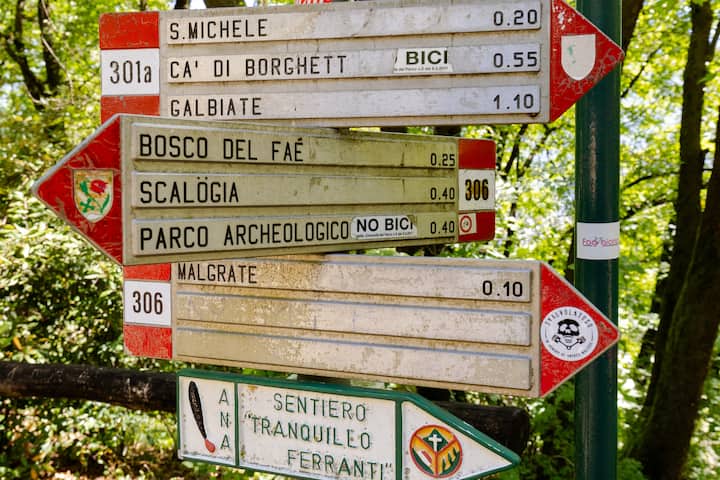 S.MICHELE 0.20
301a CA' DI BORGHETT BICI 0.55
GALBIATE 1.10
BOSCO DEL FAÉ 0.25
SCALÖGIA 0.40 306
PARCO ARCHEOLOGICO NO BICI 0.40
MALGRATE 0.10
306
ANA
SENTIERO
"TRANQUILLO
FERRANTI"